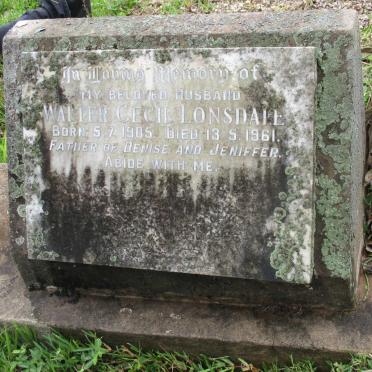 In Loving Memory of
MY BELOVED HUSBAND
WALTER CECIL LONSDALE
BORN 5.7.1905. DIED 13.9.1961.
FATHER OF DENISE AND JENIFFER.
ABIDE WITH ME.